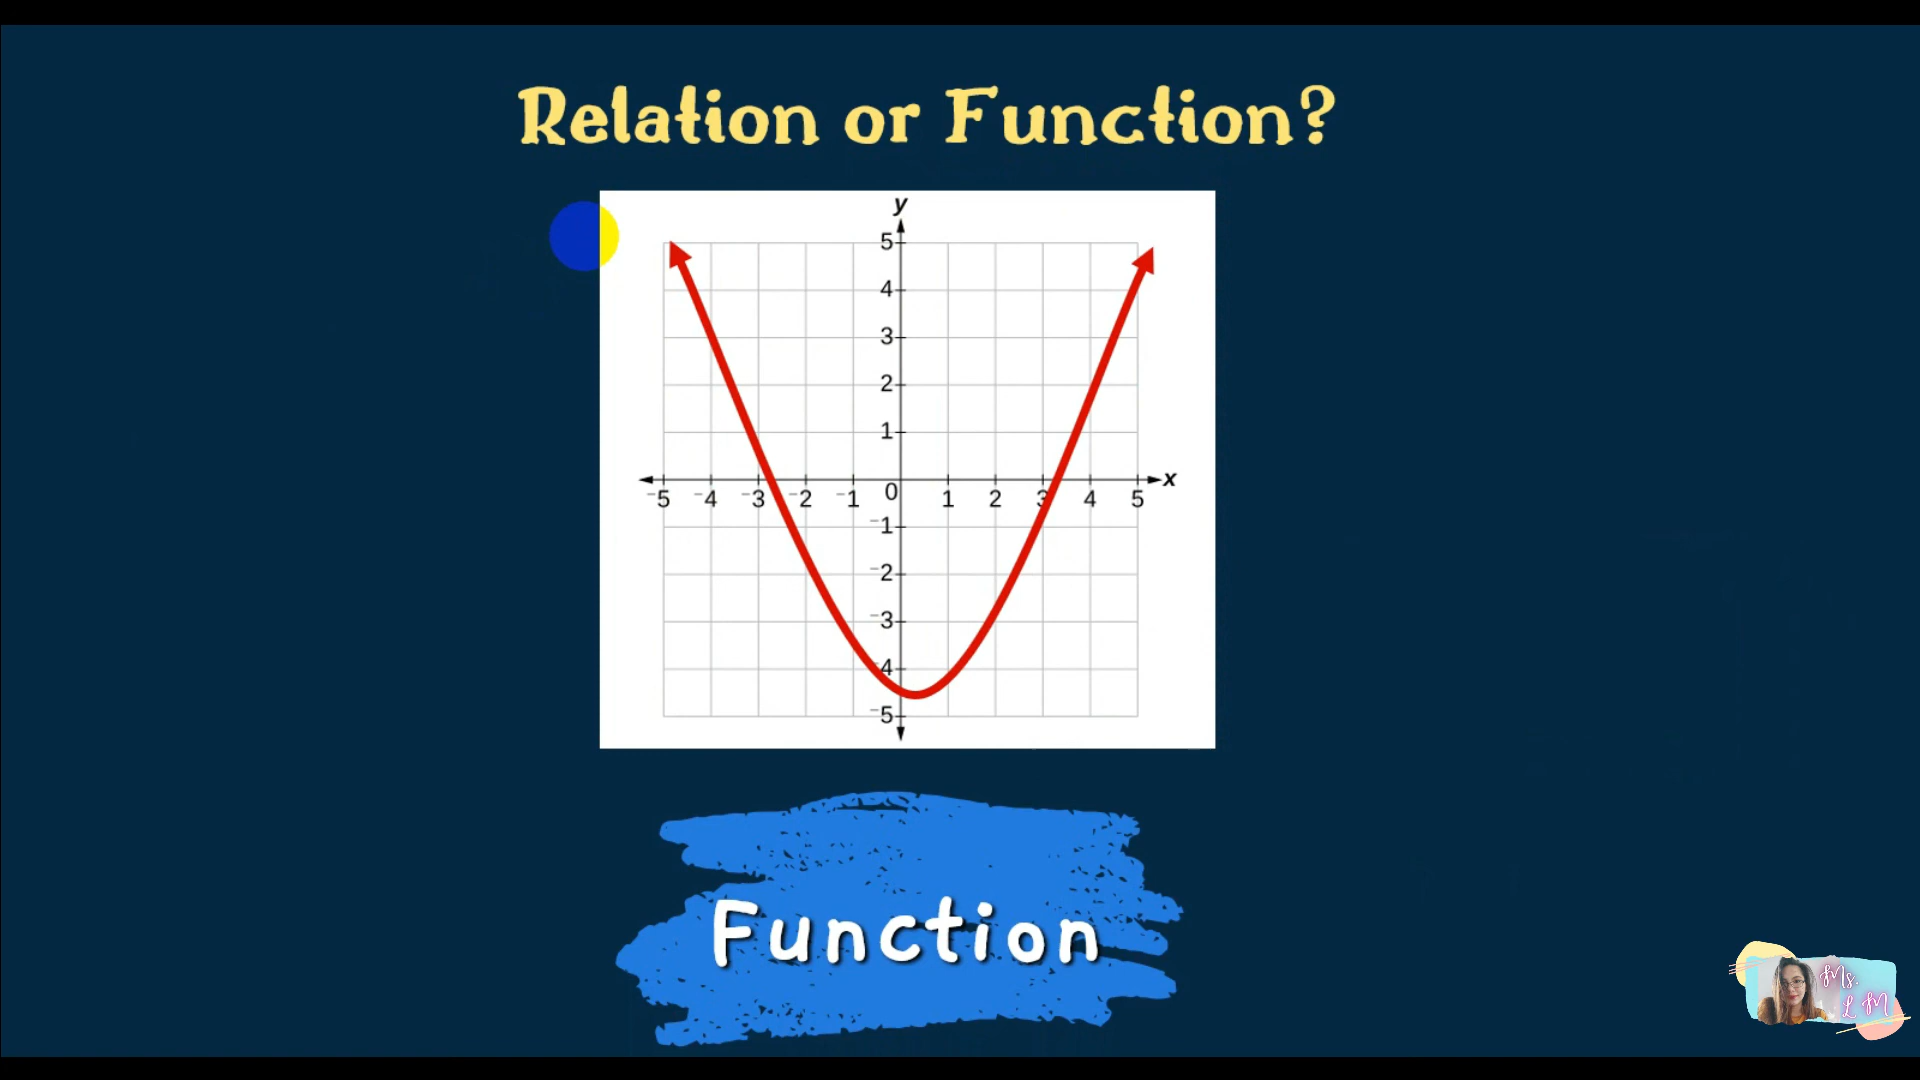 Relation or Function?
y
5
4
3
2
1
-5 -4 -3 -2 -1 0 1 2 3 4 5 x
-1
-2
-3
-4
-5
Function
Ms.
LM